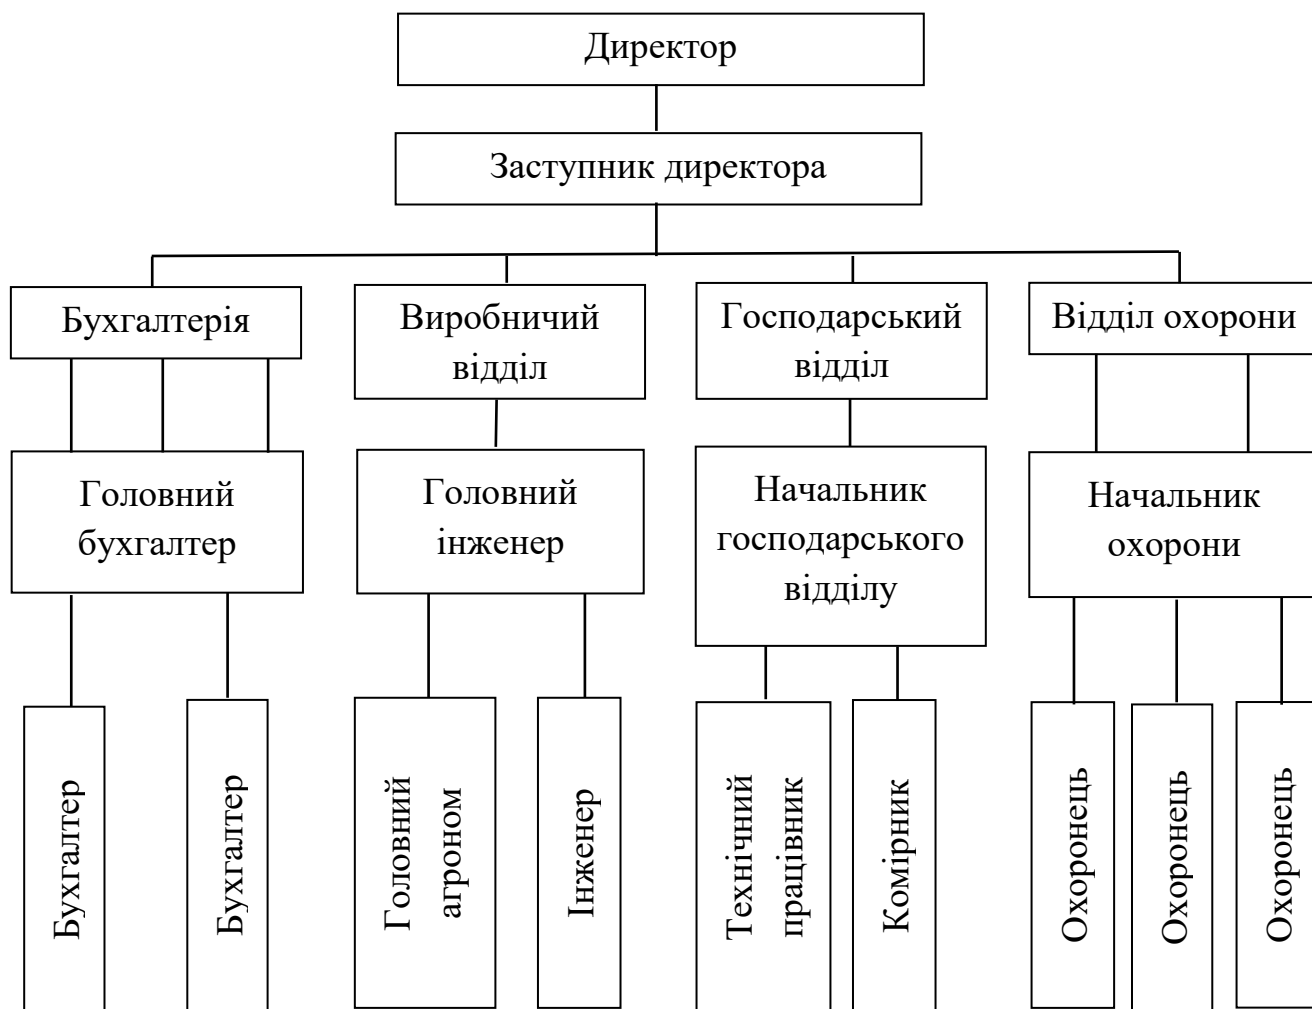 Директор
Заступник директора
Бухгалтерія
Виробничий
відділ
Господарський
відділ
Відділ охорони
Головний
бухгалтер
Головний
інженер
Начальник
господарського
відділу
Начальник
охорони
Бухгалтер
Бухгалтер
Головний
агроном
Інженер
Технічний
працівник
Комірник
Охоронець
Охоронець
Охоронець